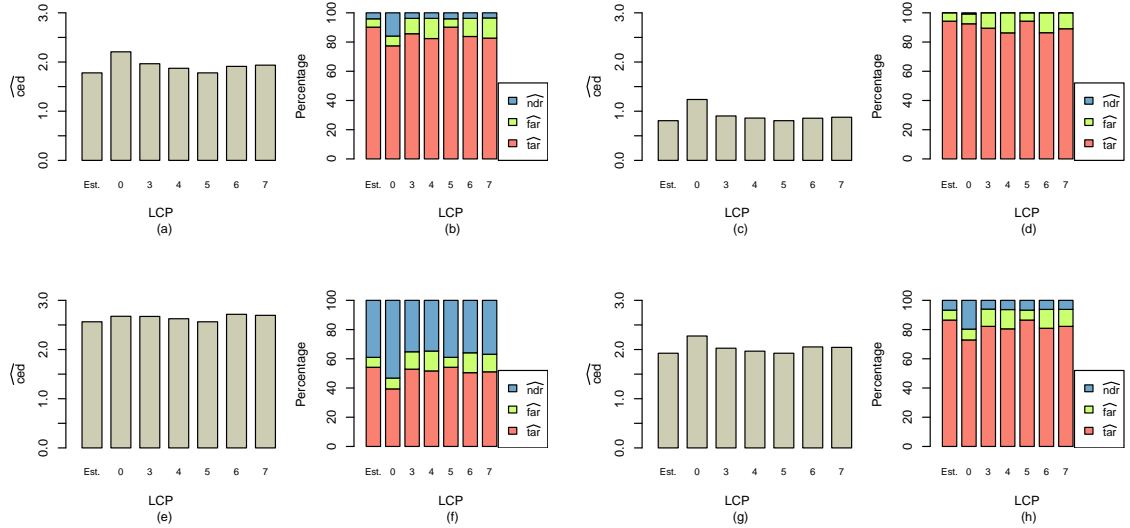 3.0
2.0
1.0
0.0
ced
Est. 0 3 4 5 6 7
LCP
(a)
100
80
60
40
20
0
Percentage
ndr
far
tar
Est. 0 3 4 5 6 7
LCP
(b)
3.0
2.0
1.0
0.0
ced
Est. 0 3 4 5 6 7
LCP
(c)
100
80
60
40
20
0
Percentage
ndr
far
tar
Est. 0 3 4 5 6 7
LCP
(d)
3.0
2.0
1.0
0.0
ced
Est. 0 3 4 5 6 7
LCP
(e)
100
80
60
40
20
0
Percentage
ndr
far
tar
Est. 0 3 4 5 6 7
LCP
(f)
3.0
2.0
1.0
0.0
ced
Est. 0 3 4 5 6 7
LCP
(g)
100
80
60
40
20
0
Percentage
ndr
far
tar
Est. 0 3 4 5 6 7
LCP
(h)